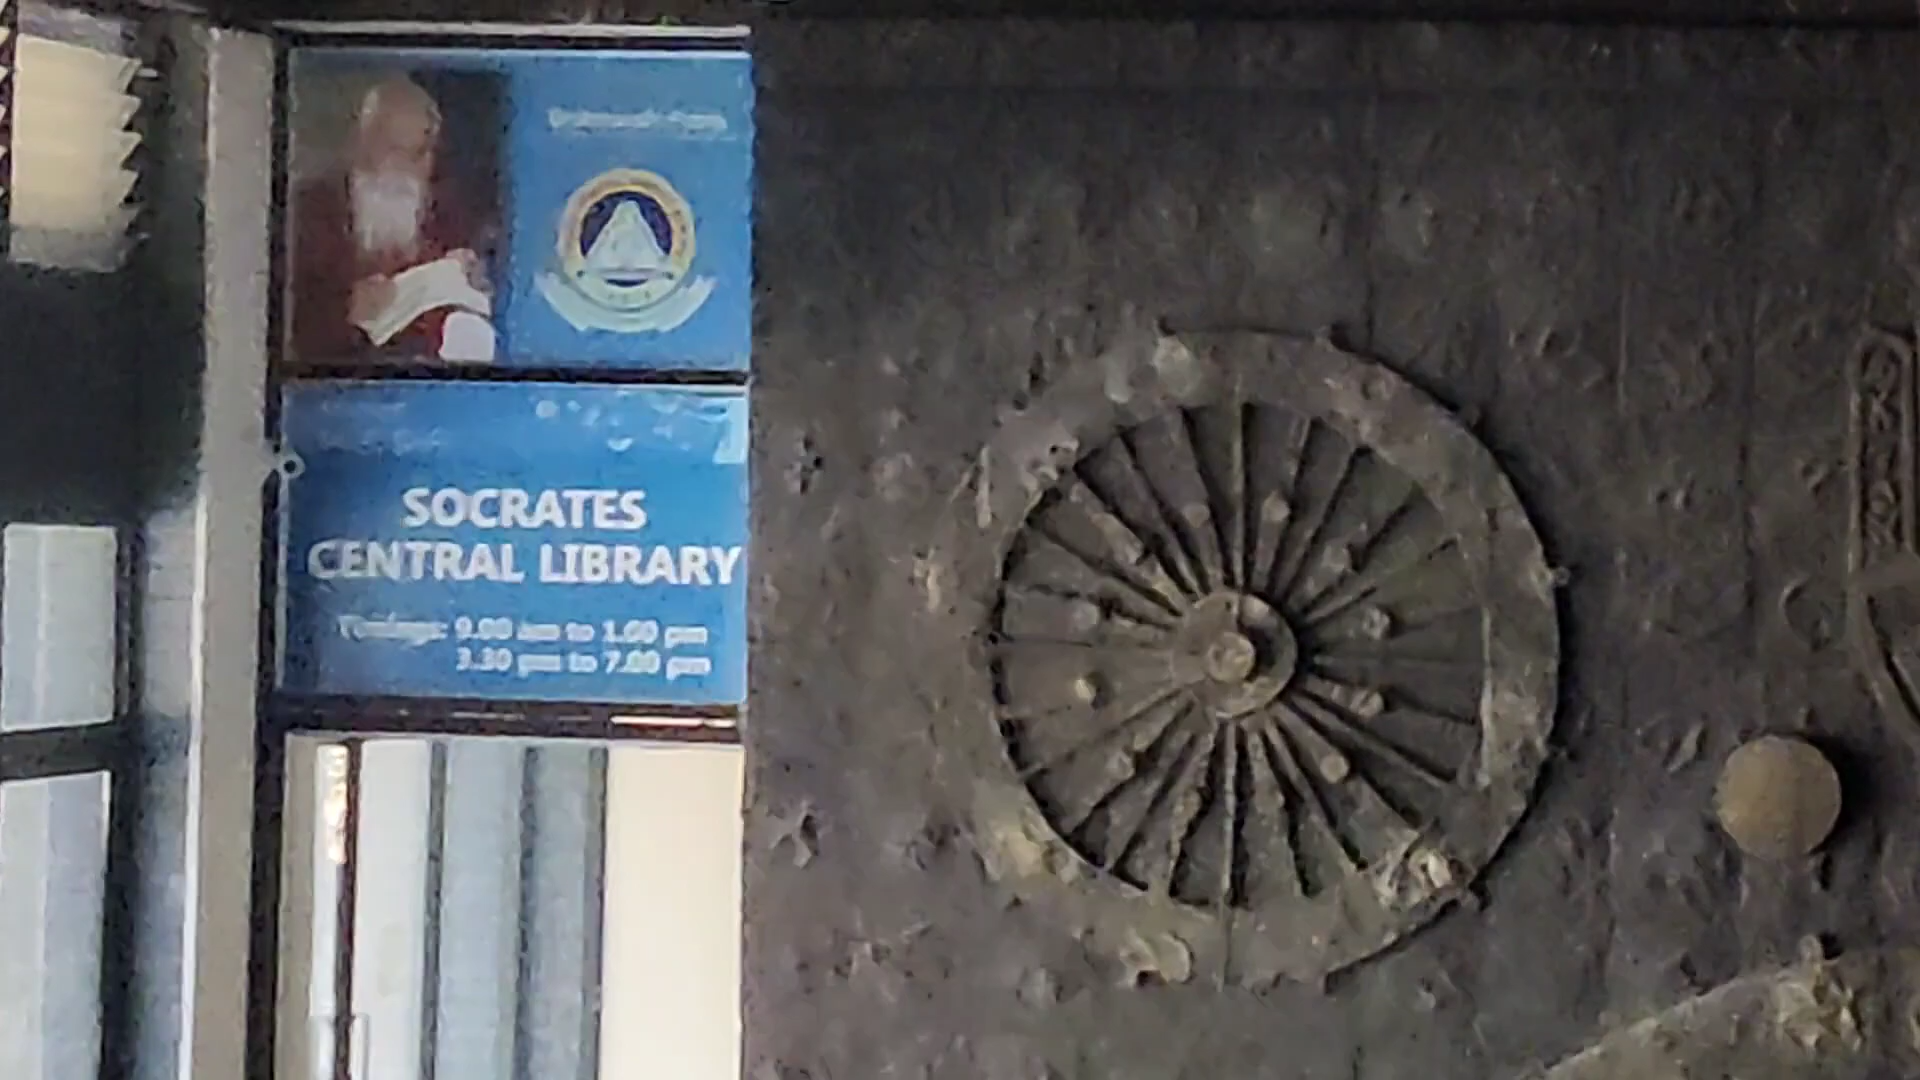 SOCRATES
CENTRAL LIBRARY
Timings: 9.00 am to 1.00 pm
3.30 pm to 7.00 pm